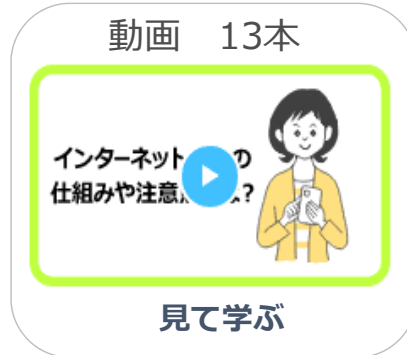 動画　13本
インターネット の
仕組みや注意 ?
見て学ぶ